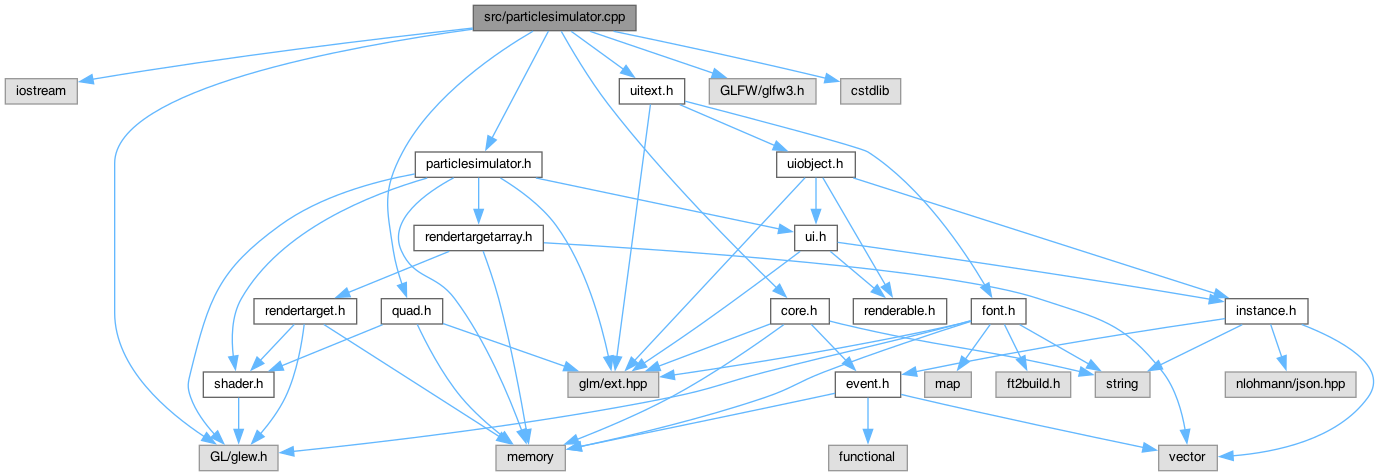 src/particlesimulator.cpp
iostream
uitext.h
GLFW/glfw3.h
cstdlib
particlesimulator.h
uiobject.h
rendertargetarray.h
ui.h
rendertarget.h
quad.h
core.h
renderable.h
font.h
instance.h
shader.h
glm/ext.hpp
event.h
map
ft2build.h
string
nlohmann/json.hpp
GL/glew.h
memory
functional
vector